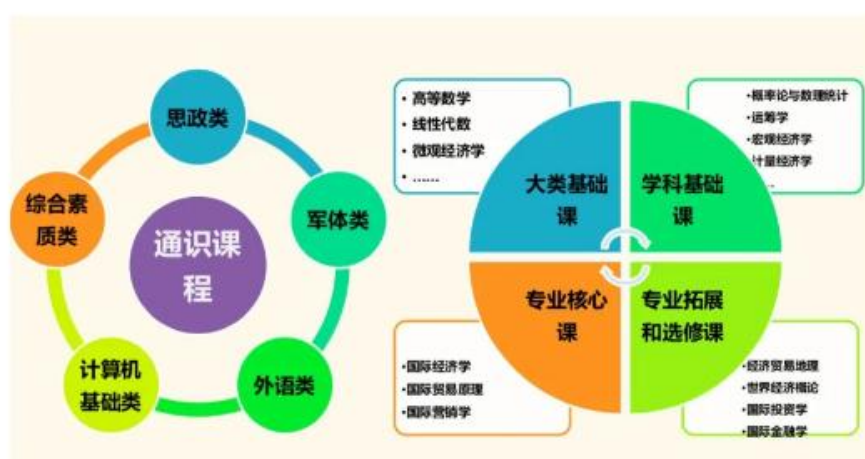 思政类
综合素
质类
通识课
程
军体类
计算机
基础类
外语类
• 高等数学
• 线性代数
• 微观经济学
• ……
大类基础
课
•概率论与数理统计
•运筹学
•宏观经济学
计量经济学
学科基础
课
专业核心
课
•国际经济学
•国际贸易原理
•国际营销学
专业拓展
和选修课
•经济贸易地理
•世界经济概论
•国际投资学
•国际金融学